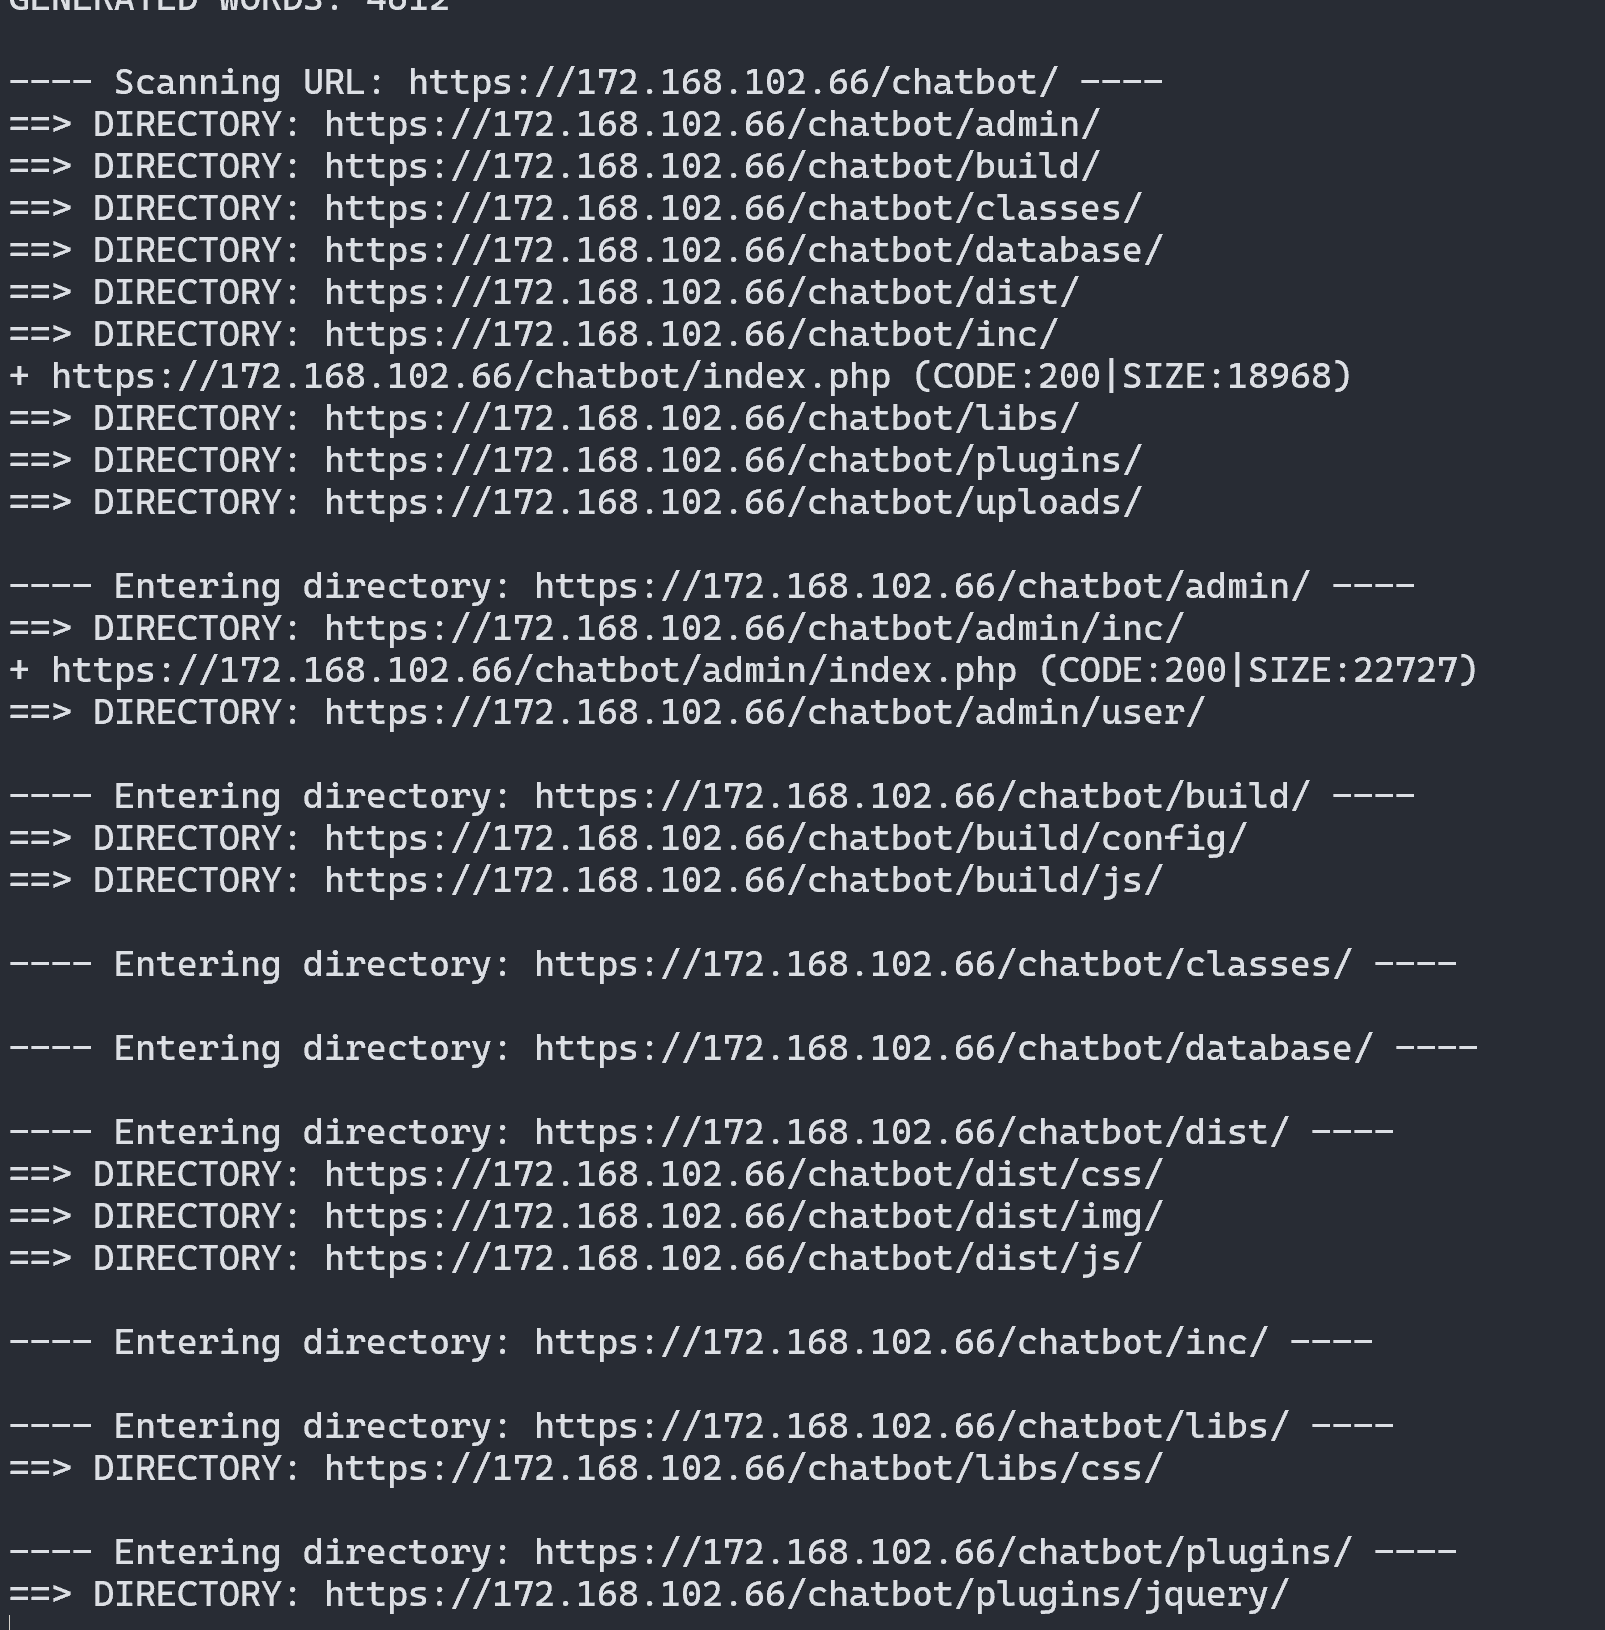 GENERATED WORDS: 4612
---- Scanning URL: https://172.168.102.66/chatbot/ ----
==> DIRECTORY: https://172.168.102.66/chatbot/admin/
==> DIRECTORY: https://172.168.102.66/chatbot/build/
==> DIRECTORY: https://172.168.102.66/chatbot/classes/
==> DIRECTORY: https://172.168.102.66/chatbot/database/
==> DIRECTORY: https://172.168.102.66/chatbot/dist/
==> DIRECTORY: https://172.168.102.66/chatbot/inc/
+ https://172.168.102.66/chatbot/index.php (CODE:200|SIZE:18968)
==> DIRECTORY: https://172.168.102.66/chatbot/libs/
==> DIRECTORY: https://172.168.102.66/chatbot/plugins/
==> DIRECTORY: https://172.168.102.66/chatbot/uploads/
---- Entering directory: https://172.168.102.66/chatbot/admin/ ----
==> DIRECTORY: https://172.168.102.66/chatbot/admin/inc/
+ https://172.168.102.66/chatbot/admin/index.php (CODE:200|SIZE:22727)
==> DIRECTORY: https://172.168.102.66/chatbot/admin/user/
---- Entering directory: https://172.168.102.66/chatbot/build/ ----
==> DIRECTORY: https://172.168.102.66/chatbot/build/config/
==> DIRECTORY: https://172.168.102.66/chatbot/build/js/
---- Entering directory: https://172.168.102.66/chatbot/classes/ ----
---- Entering directory: https://172.168.102.66/chatbot/database/ ----
---- Entering directory: https://172.168.102.66/chatbot/dist/ ----
==> DIRECTORY: https://172.168.102.66/chatbot/dist/css/
==> DIRECTORY: https://172.168.102.66/chatbot/dist/img/
==> DIRECTORY: https://172.168.102.66/chatbot/dist/js/
---- Entering directory: https://172.168.102.66/chatbot/inc/ ----
---- Entering directory: https://172.168.102.66/chatbot/libs/ ----
==> DIRECTORY: https://172.168.102.66/chatbot/libs/css/
---- Entering directory: https://172.168.102.66/chatbot/plugins/ ----
==> DIRECTORY: https://172.168.102.66/chatbot/plugins/jquery/